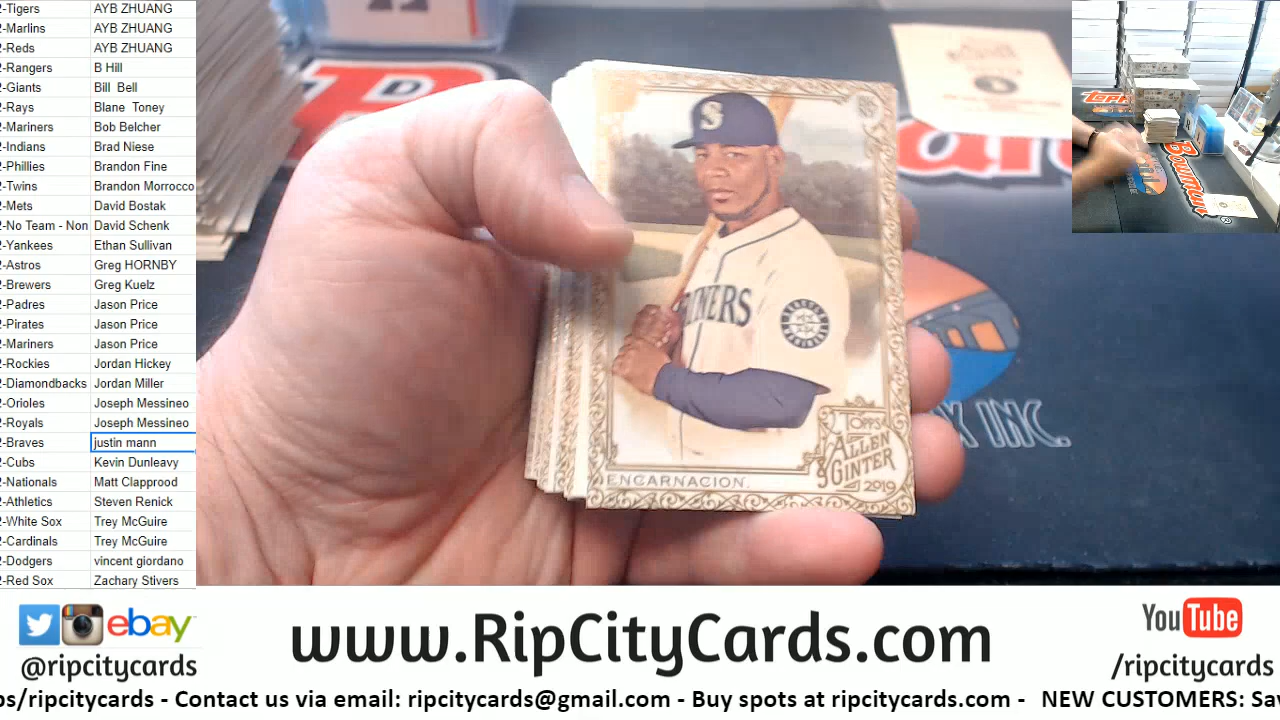 2-Tigers AYB ZHUANG
2-Marlins AYB ZHUANG
2-Reds AYB ZHUANG
2-Rangers B Hill
2-Giants Bill Bell
2-Rays Blane Toney
2-Mariners Bob Belcher
2-Indians Brad Niese
2-Phillies Brandon Fine
2-Twins Brandon Morrocco
2-Mets David Bostak
2-No Team - Non David Schenk
2-Yankees Ethan Sullivan
2-Astros Greg HORNBY
2-Brewers Greg Kuelz
2-Padres Jason Price
2-Pirates Jason Price
2-Mariners Jason Price
2-Rockies Jordan Hickey
2-Diamondbacks Jordan Miller
2-Orioles Joseph Messineo
2-Royals Joseph Messineo
2-Braves justin mann
2-Cubs Kevin Dunleavy
2-Nationals Matt Clapprood
2-Athletics Steven Renick
2-White Sox Trey McGuire
2-Cardinals Trey McGuire
2-Dodgers vincent giordano
2-Red Sox Zachary Stivers
S
TOPPS
ALLEN
GINTER
2019
ENCARNACION.
INC.
Topps
Bowman
ebay
@ripcitycards
www.RipCityCards.com
YouTube
/ripcitycards
os/ripcitycards - Contact us via email: ripcitycards@gmail.com - Buy spots at ripcitycards.com - NEW CUSTOMERS: Sav